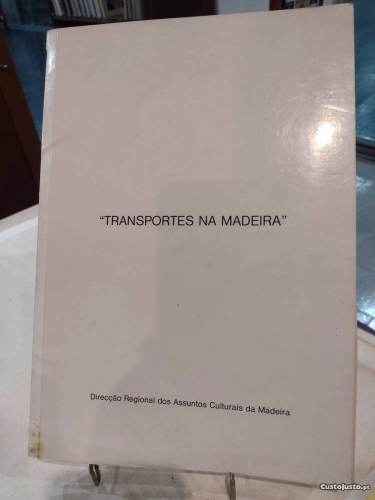 "TRANSPORTES NA MADEIRA"
Direcção Regional dos Assuntos Culturais da Madeira
CustoJusto.pt